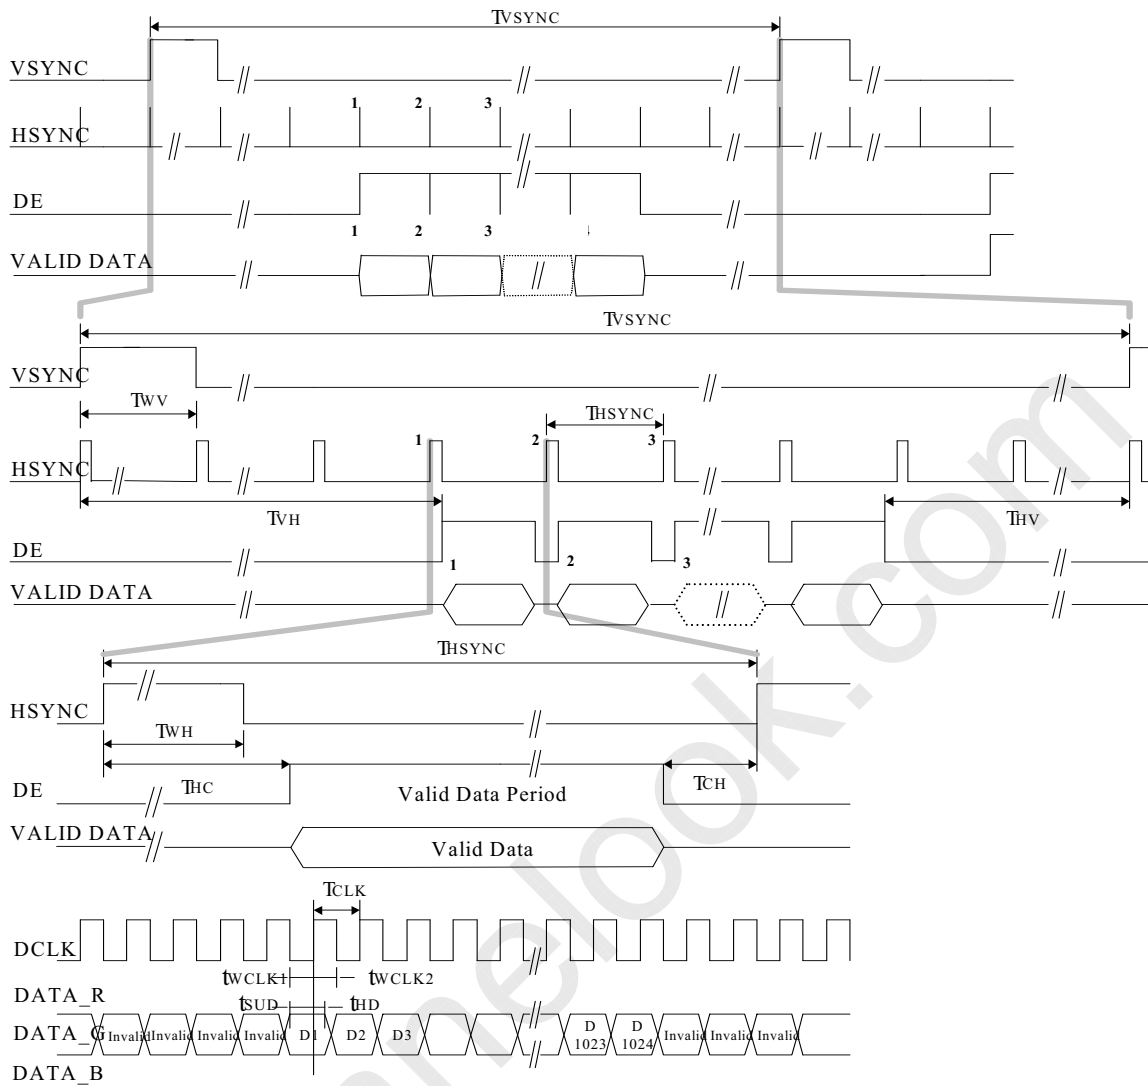 TVSYNC
VSYNC
1 2 3
HSYNC
DE
1 2 3
VALID DATA
TVSYNC
VSYNC
TWV
THSYNC
1 2 3
HSYNC
TVH THV
DE
1 2 3
VALID DATA
THSYNC
HSYNC
TWH
THC TCH
DE Valid Data Period
VALID DATA
Valid Data
TCLK
DCLK
tWCLK1 tWCLK2
DATA_R
tSUD tHD
DATA_G Invalid Invalid Invalid Invalid D1 D2 D3 D 1023 D 1024 Invalid Invalid Invalid
DATA_B
nelook.com